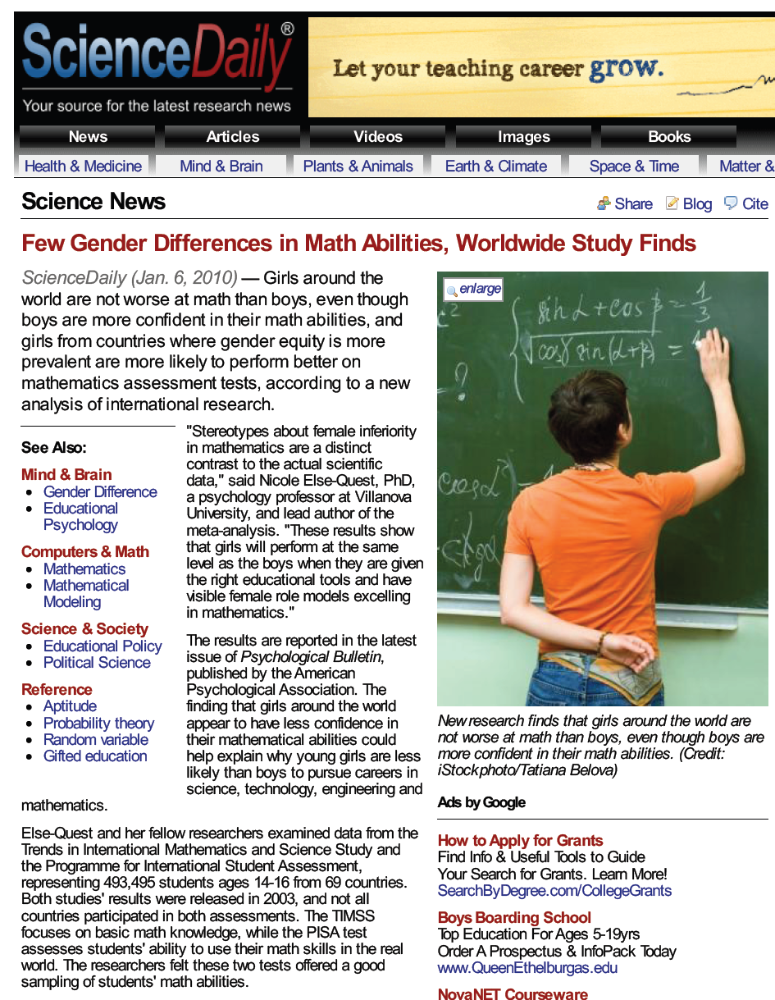 ScienceDaily®
Your source for the latest research news
Let your teaching career grow.
News Articles Videos Images Books
Health & Medicine Mind & Brain Plants & Animals Earth & Climate Space & Time Matter &
Science News
Share Blog Cite
Few Gender Differences in Math Abilities, Worldwide Study Finds
ScienceDaily (Jan. 6, 2010) — Girls around the
world are not worse at math than boys, even though
boys are more confident in their math abilities, and
girls from countries where gender equity is more
prevalent are more likely to perform better on
mathematics assessment tests, according to a new
analysis of international research.
See Also:
Mind & Brain
• Gender Difference
• Educational
Psychology
Computers & Math
• Mathematics
• Mathematical
Modeling
Science & Society
• Educational Policy
• Political Science
Reference
• Aptitude
• Probability theory
• Random variable
• Gifted education
"Stereotypes about female inferiority
in mathematics are a distinct
contrast to the actual scientific
data," said Nicole Else-Quest, PhD,
a psychology professor at Villanova
University, and lead author of the
meta-analysis. "These results show
that girls will perform at the same
level as the boys when they are given
the right educational tools and have
visible female role models excelling
in mathematics."
The results are reported in the latest
issue of Psychological Bulletin,
published by the American
Psychological Association. The
finding that girls around the world
appear to have less confidence in
their mathematical abilities could
help explain why young girls are less
likely than boys to pursue careers in
science, technology, engineering and
mathematics.
Else-Quest and her fellow researchers examined data from the
Trends in International Mathematics and Science Study and
the Programme for International Student Assessment,
representing 493,495 students ages 14-16 from 69 countries.
Both studies' results were released in 2003, and not all
countries participated in both assessments. The TIMSS
focuses on basic math knowledge, while the PISA test
assesses students' ability to use their math skills in the real
world. The researchers felt these two tests offered a good
sampling of students' math abilities.
enlarge
sin α + cos β = 1/3
cosγ sin(α+β) =
?
New research finds that girls around the world are
not worse at math than boys, even though boys are
more confident in their math abilities. (Credit:
iStockphoto/Tatiana Belova)
Ads by Google
How to Apply for Grants
Find Info & Useful Tools to Guide
Your Search for Grants. Learn More!
SearchByDegree.com/CollegeGrants
Boys Boarding School
Top Education For Ages 5-19yrs
Order A Prospectus & InfoPack Today
www.QueenEthelburgas.edu
NovaNET Courseware